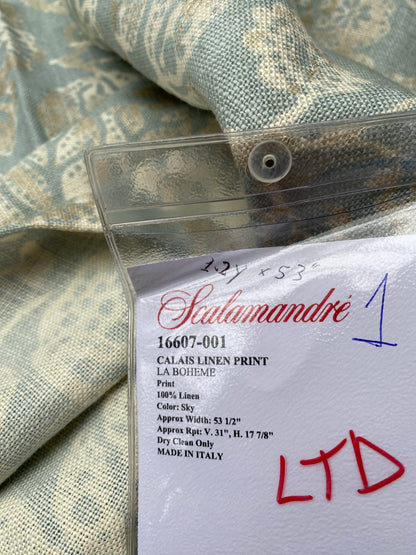 1.2y x 53"
Scalamandré
1
16607-001
CALAIS LINEN PRINT
LA BOHEME
Print
100% Linen
Color: Sky
Approx Width: 53 1/2"
Approx Rpt: V. 31", H. 17 7/8"
Dry Clean Only
MADE IN ITALY
LTD